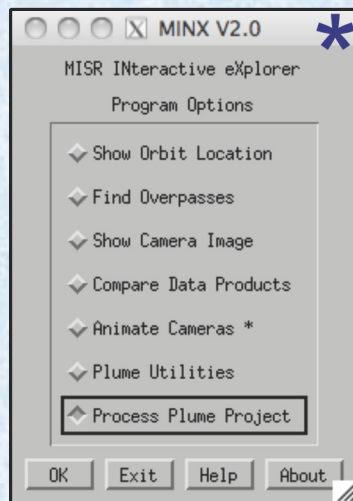 MINX V2.0
*
MISR INteractive eXplorer
Program Options
Show Orbit Location
Find Overpasses
Show Camera Image
Compare Data Products
Animate Cameras *
Plume Utilities
Process Plume Project
OK Exit Help About